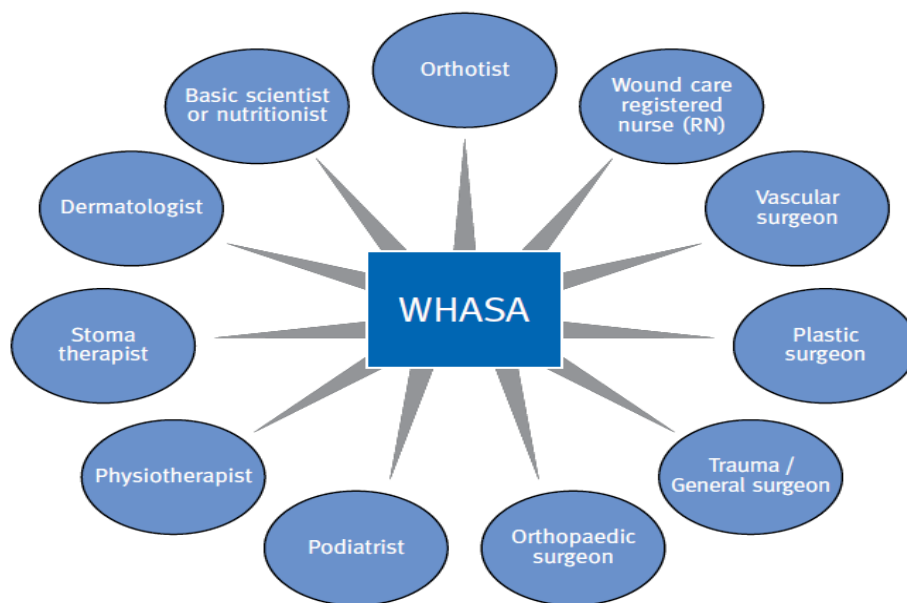 Orthotist
Wound care
registered
nurse (RN)
Vascular
surgeon
Plastic
surgeon
Trauma /
General surgeon
Orthopaedic
surgeon
Podiatrist
Physiotherapist
Stoma
therapist
Dermatologist
Basic scientist
or nutritionist
WHASA